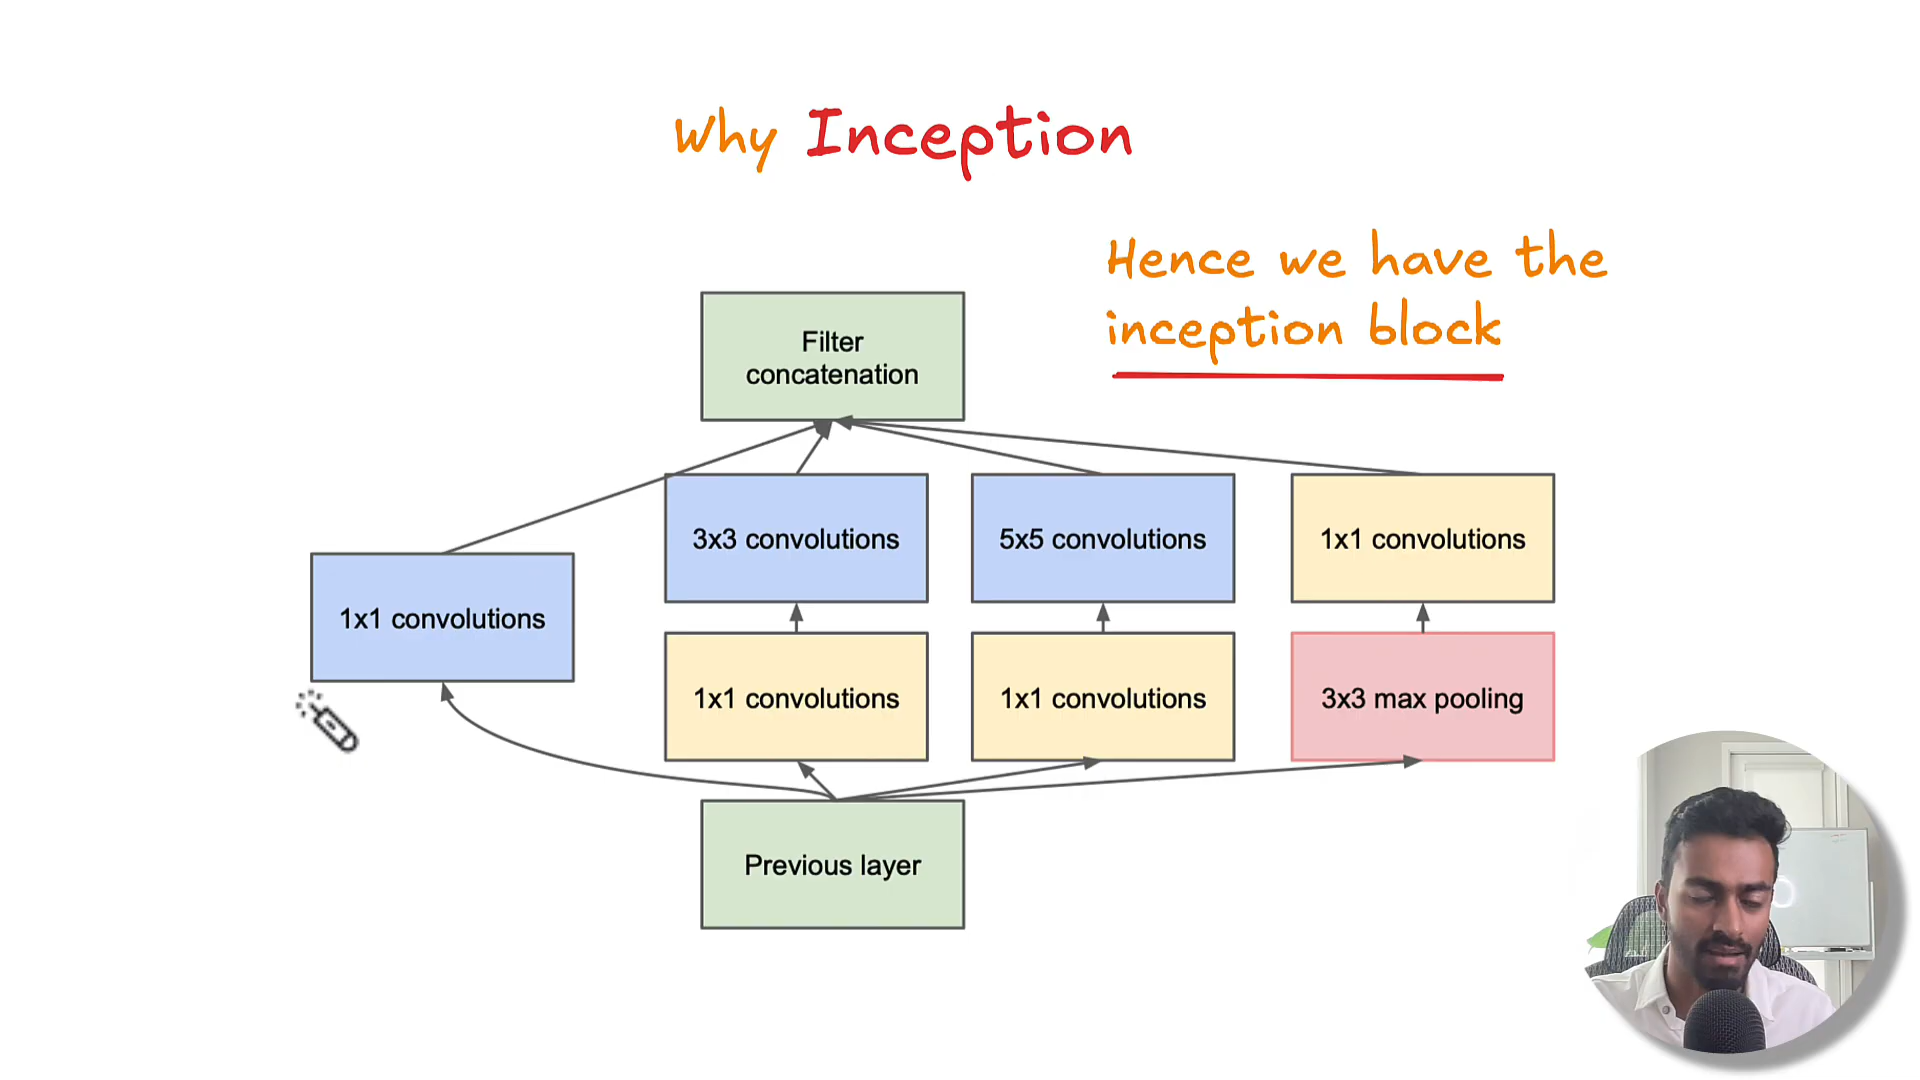 Why Inception
Hence we have the
inception block
Filter
concatenation
3x3 convolutions
5x5 convolutions
1x1 convolutions
1x1 convolutions
1x1 convolutions
1x1 convolutions
3x3 max pooling
Previous layer